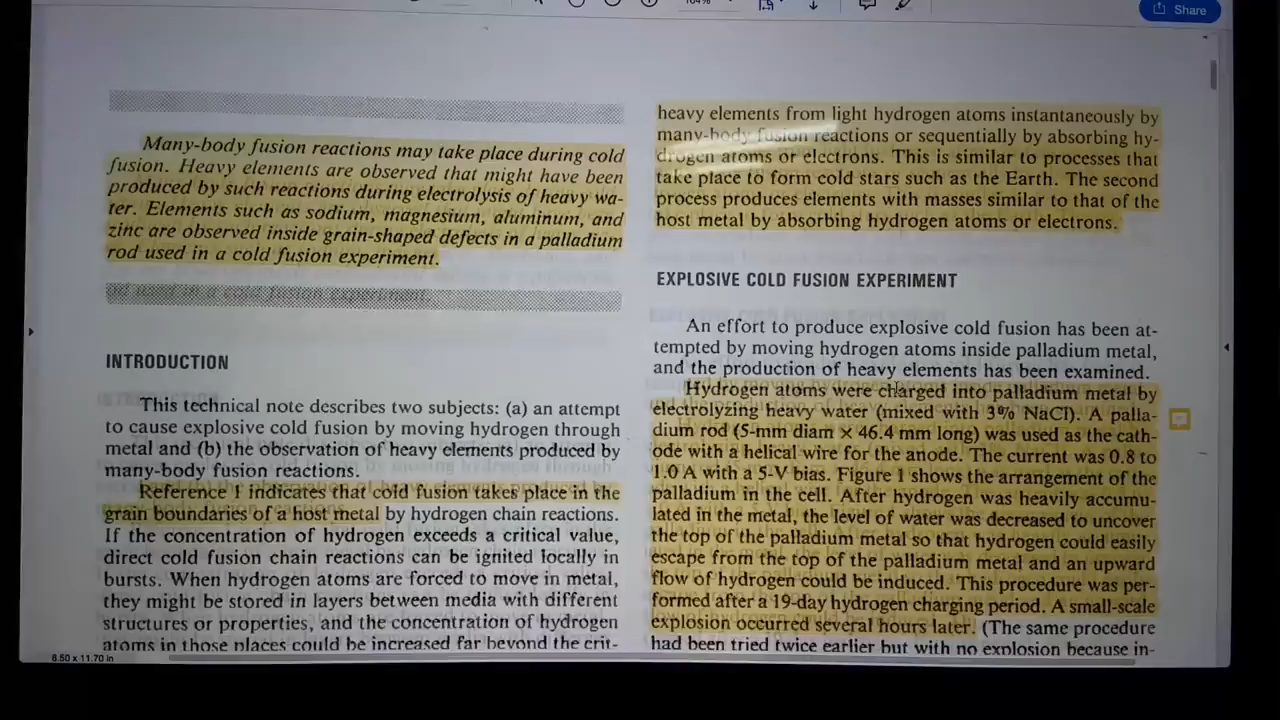 Share
Many-body fusion reactions may take place during cold
fusion. Heavy elements are observed that might have been
produced by such reactions during electrolysis of heavy wa-
ter. Elements such as sodium, magnesium, aluminum, and
zinc are observed inside grain-shaped defects in a palladium
rod used in a cold fusion experiment.
INTRODUCTION
This technical note describes two subjects: (a) an attempt
to cause explosive cold fusion by moving hydrogen through
metal and (b) the observation of heavy elements produced by
many-body fusion reactions.
Reference 1 indicates that cold fusion takes place in the
grain boundaries of a host metal by hydrogen chain reactions.
If the concentration of hydrogen exceeds a critical value,
direct cold fusion chain reactions can be ignited locally in
bursts. When hydrogen atoms are forced to move in metal,
they might be stored in layers between media with different
structures or properties, and the concentration of hydrogen
atoms in those places could be increased far beyond the crit-
heavy elements from light hydrogen atoms instantaneously by
many-body fusion reactions or sequentially by absorbing hy-
drogen atoms or electrons. This is similar to processes that
take place to form cold stars such as the Earth. The second
process produces elements with masses similar to that of the
host metal by absorbing hydrogen atoms or electrons.
EXPLOSIVE COLD FUSION EXPERIMENT
An effort to produce explosive cold fusion has been at-
tempted by moving hydrogen atoms inside palladium metal,
and the production of heavy elements has been examined.
Hydrogen atoms were charged into palladium metal by
electrolyzing heavy water (mixed with 3% NaCl). A palla-
dium rod (5-mm diam × 46.4 mm long) was used as the cath-
ode with a helical wire for the anode. The current was 0.8 to
1.0 A with a 5-V bias. Figure 1 shows the arrangement of the
palladium in the cell. After hydrogen was heavily accumu-
lated in the metal, the level of water was decreased to uncover
the top of the palladium metal so that hydrogen could easily
escape from the top of the palladium metal and an upward
flow of hydrogen could be induced. This procedure was per-
formed after a 19-day hydrogen charging period. A small-scale
explosion occurred several hours later. (The same procedure
had been tried twice earlier but with no explosion because in-
8.50 x 11.70 in